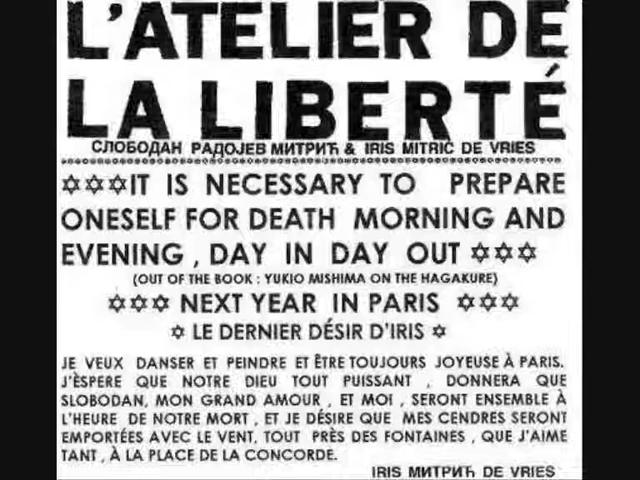 L'ATELIER DE
LA LIBERTÉ
СЛОБОДАН РАДОЈЕВ МИТРИЋ & IRIS MITRIĆ DE VRIES
✡✡✡IT IS NECESSARY TO PREPARE
ONESELF FOR DEATH MORNING AND
EVENING , DAY IN DAY OUT ✡✡✡
(OUT OF THE BOOK : YUKIO MISHIMA ON THE HAGAKURE)
✡✡✡ NEXT YEAR IN PARIS ✡✡✡
✡ LE DERNIER DÉSIR D'IRIS ✡
JE VEUX DANSER ET PEINDRE ET ÊTRE TOUJOURS JOYEUSE À PARIS.
J'ÈSPERE QUE NOTRE DIEU TOUT PUISSANT , DONNERA QUE
SLOBODAN, MON GRAND AMOUR , ET MOI , SERONT ENSEMBLE À
L'HEURE DE NOTRE MORT , ET JE DÉSIRE QUE MES CENDRES SERONT
EMPORTÉES AVEC LE VENT, TOUT PRÈS DES FONTAINES , QUE J'AIME
TANT , À LA PLACE DE LA CONCORDE.
IRIS МИТРИЋ DE VRIES